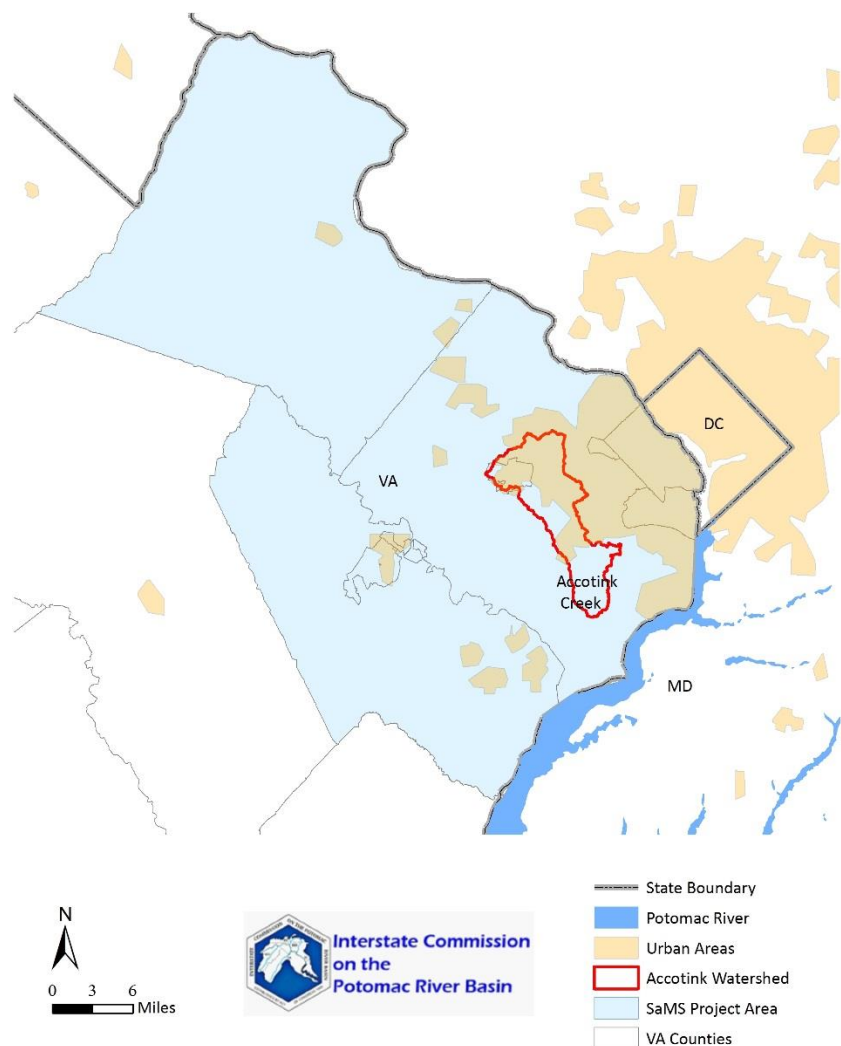 DC
VA
Accotink
Creek
MD
N
0 3 6
Miles
Interstate Commission
on the
Potomac River Basin
State Boundary
Potomac River
Urban Areas
Accotink Watershed
SaMS Project Area
VA Counties